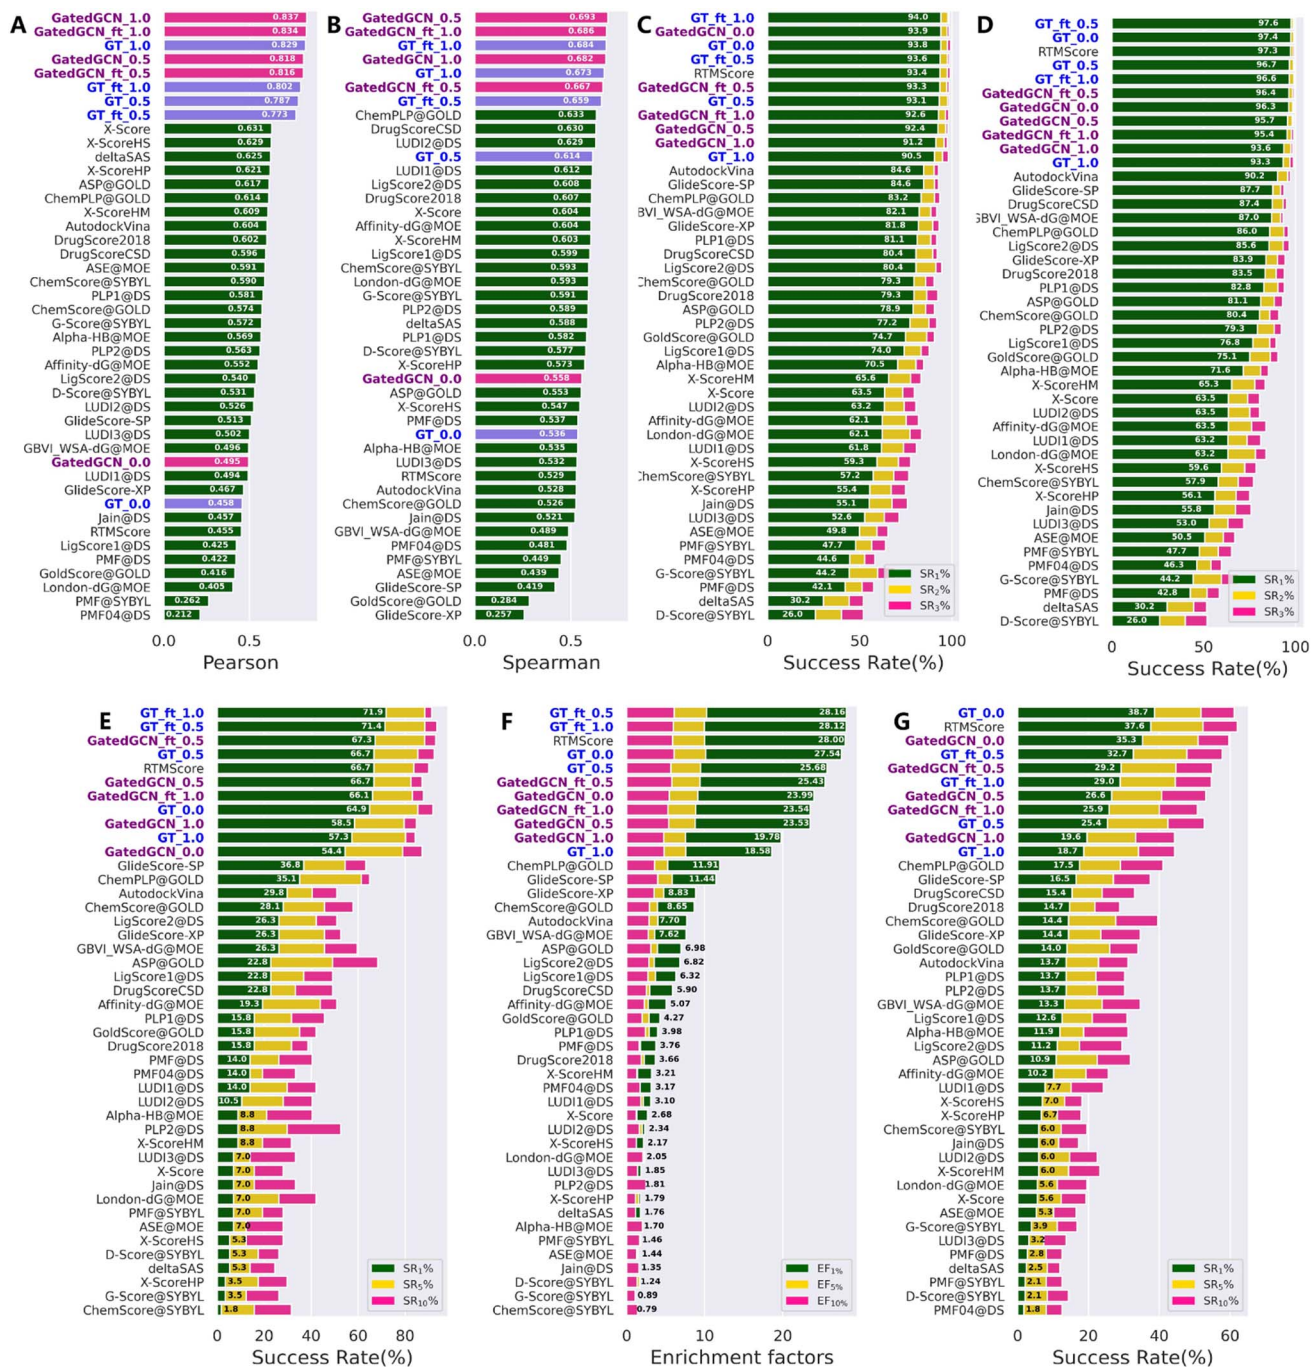 A
GatedGCN_1.0 0.837
GatedGCN_ft_1.0 0.834
GT_1.0 0.829
GatedGCN_0.5 0.818
GatedGCN_ft_0.5 0.816
GT_ft_1.0 0.802
GT_0.5 0.787
GT_ft_0.5 0.773
X-Score 0.631
X-ScoreHS 0.629
deltaSAS 0.625
X-ScoreHP 0.621
ASP@GOLD 0.617
ChemPLP@GOLD 0.614
X-ScoreHM 0.609
AutodockVina 0.604
DrugScore2018 0.602
DrugScoreCSD 0.596
ASE@MOE 0.591
ChemScore@SYBYL 0.590
PLP1@DS 0.581
ChemScore@GOLD 0.574
G-Score@SYBYL 0.572
Alpha-HB@MOE 0.569
PLP2@DS 0.563
Affinity-dG@MOE 0.552
LigScore2@DS 0.540
D-Score@SYBYL 0.531
LUDI2@DS 0.526
GlideScore-SP 0.513
LUDI3@DS 0.502
GBVI_WSA-dG@MOE 0.496
GatedGCN_0.0 0.495
LUDI1@DS 0.494
GlideScore-XP 0.467
GT_0.0 0.458
Jain@DS 0.457
RTMScore 0.455
LigScore1@DS 0.425
PMF@DS 0.422
GoldScore@GOLD 0.416
London-dG@MOE 0.405
PMF@SYBYL 0.262
PMF04@DS 0.212
0.0 0.5
Pearson
B
GatedGCN_0.5 0.693
GatedGCN_ft_1.0 0.686
GT_ft_1.0 0.684
GatedGCN_1.0 0.682
GT_1.0 0.673
GatedGCN_ft_0.5 0.667
GT_ft_0.5 0.659
ChemPLP@GOLD 0.633
DrugScoreCSD 0.630
LUDI2@DS 0.629
GT_0.5 0.614
LUDI1@DS 0.612
LigScore2@DS 0.608
DrugScore2018 0.607
X-Score 0.604
Affinity-dG@MOE 0.604
X-ScoreHM 0.603
LigScore1@DS 0.599
ChemScore@SYBYL 0.593
London-dG@MOE 0.593
G-Score@SYBYL 0.591
PLP2@DS 0.589
deltaSAS 0.588
PLP1@DS 0.582
D-Score@SYBYL 0.577
X-ScoreHP 0.573
GatedGCN_0.0 0.558
ASP@GOLD 0.553
X-ScoreHS 0.547
PMF@DS 0.537
GT_0.0 0.536
Alpha-HB@MOE 0.535
LUDI3@DS 0.532
RTMScore 0.529
AutodockVina 0.528
ChemScore@GOLD 0.526
Jain@DS 0.521
GBVI_WSA-dG@MOE 0.489
PMF04@DS 0.481
PMF@SYBYL 0.449
ASE@MOE 0.439
GlideScore-SP 0.419
GoldScore@GOLD 0.284
GlideScore-XP 0.257
0.0 0.5
Spearman
C
GT_ft_1.0 94.0
GatedGCN_0.0 93.9
GT_0.0 93.8
GT_ft_0.5 93.6
RTMScore 93.4
GatedGCN_ft_0.5 93.3
GT_0.5 93.1
GatedGCN_ft_1.0 92.6
GatedGCN_0.5 92.4
GatedGCN_1.0 91.2
GT_1.0 90.5
AutodockVina 84.6
GlideScore-SP 84.6
ChemPLP@GOLD 83.2
BVI_WSA-dG@MOE 82.1
GlideScore-XP 81.8
PLP1@DS 81.1
DrugScoreCSD 80.4
LigScore2@DS 80.4
ChemScore@GOLD 79.3
DrugScore2018 79.3
ASP@GOLD 78.9
PLP2@DS 77.2
GoldScore@GOLD 74.7
LigScore1@DS 74.0
Alpha-HB@MOE 70.5
X-ScoreHM 65.6
X-Score 63.5
LUDI2@DS 63.2
Affinity-dG@MOE 62.1
London-dG@MOE 62.1
LUDI1@DS 61.8
X-ScoreHS 59.3
ChemScore@SYBYL 57.2
X-ScoreHP 55.4
Jain@DS 55.1
LUDI3@DS 52.6
ASE@MOE 49.8
PMF@SYBYL 47.7
PMF04@DS 44.6
G-Score@SYBYL 44.2
PMF@DS 42.1
deltaSAS 30.2
D-Score@SYBYL 26.0
SR1%
SR2%
SR3%
0 50 100
Success Rate(%)
D
GT_ft_0.5 97.6
GT_0.0 97.4
RTMScore 97.3
GT_0.5 96.7
GT_ft_1.0 96.6
GatedGCN_ft_0.5 96.4
GatedGCN_0.0 96.3
GatedGCN_0.5 95.7
GatedGCN_ft_1.0 95.4
GatedGCN_1.0 93.6
GT_1.0 93.3
AutodockVina 90.2
GlideScore-SP 87.7
DrugScoreCSD 87.4
GBVI_WSA-dG@MOE 87.0
ChemPLP@GOLD 86.0
LigScore2@DS 85.6
GlideScore-XP 83.9
DrugScore2018 83.5
PLP1@DS 82.8
ASP@GOLD 81.1
ChemScore@GOLD 80.4
PLP2@DS 79.3
LigScore1@DS 76.8
GoldScore@GOLD 75.1
Alpha-HB@MOE 71.6
X-ScoreHM 65.3
X-Score 63.5
LUDI2@DS 63.5
Affinity-dG@MOE 63.5
LUDI1@DS 63.2
London-dG@MOE 63.2
X-ScoreHS 59.6
ChemScore@SYBYL 57.9
X-ScoreHP 56.1
Jain@DS 55.8
LUDI3@DS 53.0
ASE@MOE 50.5
PMF@SYBYL 47.7
PMF04@DS 46.3
G-Score@SYBYL 44.2
PMF@DS 42.8
deltaSAS 30.2
D-Score@SYBYL 26.0
SR1%
SR2%
SR3%
0 50 100
Success Rate(%)
E
GT_ft_1.0 71.9
GT_ft_0.5 71.4
GatedGCN_ft_0.5 67.3
GT_0.5 66.7
RTMScore 66.7
GatedGCN_0.5 66.7
GatedGCN_ft_1.0 66.1
GT_0.0 64.9
GatedGCN_1.0 58.5
GT_1.0 57.3
GatedGCN_0.0 54.4
GlideScore-SP 36.8
ChemPLP@GOLD 35.1
AutodockVina 29.8
ChemScore@GOLD 28.1
LigScore2@DS 26.3
GlideScore-XP 26.3
GBVI_WSA-dG@MOE 26.3
ASP@GOLD 22.8
LigScore1@DS 22.8
DrugScoreCSD 22.8
Affinity-dG@MOE 19.3
PLP1@DS 15.8
GoldScore@GOLD 15.8
DrugScore2018 15.8
PMF@DS 14.0
PMF04@DS 14.0
LUDI1@DS 14.0
LUDI2@DS 10.5
Alpha-HB@MOE 8.8
PLP2@DS 8.8
X-ScoreHM 8.8
LUDI3@DS 7.0
X-Score 7.0
Jain@DS 7.0
London-dG@MOE 7.0
PMF@SYBYL 7.0
ASE@MOE 7.0
X-ScoreHS 5.3
D-Score@SYBYL 5.3
deltaSAS 5.3
X-ScoreHP 3.5
G-Score@SYBYL 3.5
ChemScore@SYBYL 1.8
SR1%
SR5%
SR10%
0 20 40 60 80
Success Rate(%)
F
GT_ft_0.5 28.16
GT_ft_1.0 28.12
RTMScore 28.00
GT_0.0 27.54
GT_0.5 25.68
GatedGCN_ft_0.5 25.43
GatedGCN_0.0 23.99
GatedGCN_ft_1.0 23.54
GatedGCN_0.5 23.53
GatedGCN_1.0 19.78
GT_1.0 18.58
ChemPLP@GOLD 11.91
GlideScore-SP 11.44
GlideScore-XP 8.83
ChemScore@GOLD 8.65
AutodockVina 7.70
GBVI_WSA-dG@MOE 7.62
ASP@GOLD 6.98
LigScore2@DS 6.82
LigScore1@DS 6.32
DrugScoreCSD 5.90
Affinity-dG@MOE 5.07
GoldScore@GOLD 4.27
PLP1@DS 3.98
PMF@DS 3.76
DrugScore2018 3.66
X-ScoreHM 3.21
PMF04@DS 3.17
LUDI1@DS 3.10
X-Score 2.68
LUDI2@DS 2.34
X-ScoreHS 2.17
London-dG@MOE 2.05
LUDI3@DS 1.85
PLP2@DS 1.81
X-ScoreHP 1.79
deltaSAS 1.76
Alpha-HB@MOE 1.70
PMF@SYBYL 1.46
ASE@MOE 1.44
Jain@DS 1.35
D-Score@SYBYL 1.24
G-Score@SYBYL 0.89
ChemScore@SYBYL 0.79
EF1%
EF5%
EF10%
0 10 20
Enrichment factors
G
GT_0.0 38.7
RTMScore 37.6
GatedGCN_0.0 35.3
GT_ft_0.5 32.7
GatedGCN_ft_0.5 29.2
GT_ft_1.0 29.0
GatedGCN_0.5 26.6
GatedGCN_ft_1.0 25.9
GT_0.5 25.4
GatedGCN_1.0 19.6
GT_1.0 18.7
ChemPLP@GOLD 17.5
GlideScore-SP 16.5
DrugScoreCSD 15.4
DrugScore2018 14.7
ChemScore@GOLD 14.4
GlideScore-XP 14.4
GoldScore@GOLD 14.0
AutodockVina 13.7
PLP1@DS 13.7
PLP2@DS 13.7
GBVI_WSA-dG@MOE 13.3
LigScore1@DS 12.6
Alpha-HB@MOE 11.9
LigScore2@DS 11.2
ASP@GOLD 10.9
Affinity-dG@MOE 10.2
LUDI1@DS 7.7
X-ScoreHS 7.0
X-ScoreHP 6.7
ChemScore@SYBYL 6.0
Jain@DS 6.0
LUDI2@DS 6.0
X-ScoreHM 6.0
London-dG@MOE 5.6
X-Score 5.6
ASE@MOE 5.3
G-Score@SYBYL 3.9
LUDI3@DS 3.2
PMF@DS 2.8
deltaSAS 2.5
PMF@SYBYL 2.1
D-Score@SYBYL 2.1
PMF04@DS 1.8
SR1%
SR5%
SR10%
0 20 40 60
Success Rate(%)